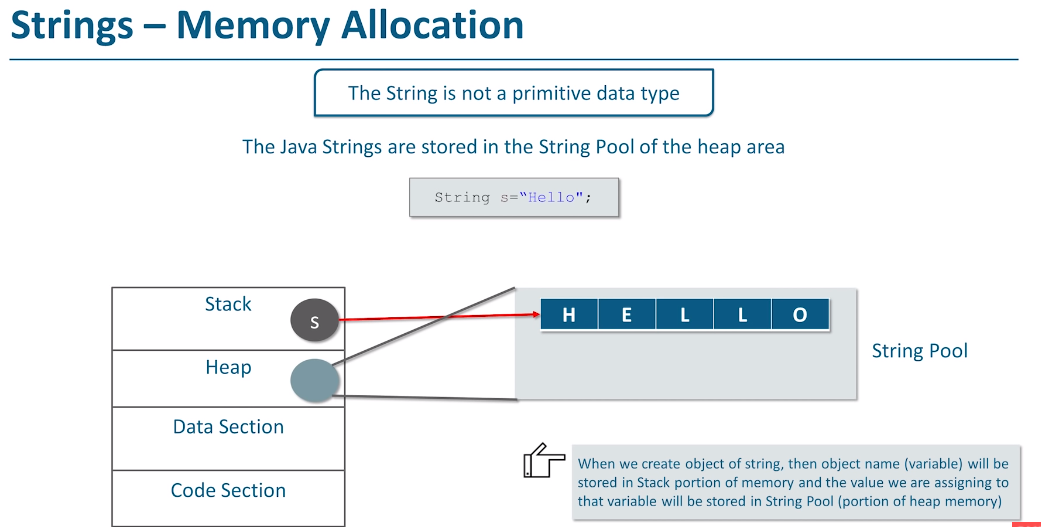 Strings – Memory Allocation
The String is not a primitive data type
The Java Strings are stored in the String Pool of the heap area
String s=“Hello";
Stack
s
H E L L O
Heap
String Pool
Data Section
Code Section
When we create object of string, then object name (variable) will be
stored in Stack portion of memory and the value we are assigning to
that variable will be stored in String Pool (portion of heap memory)